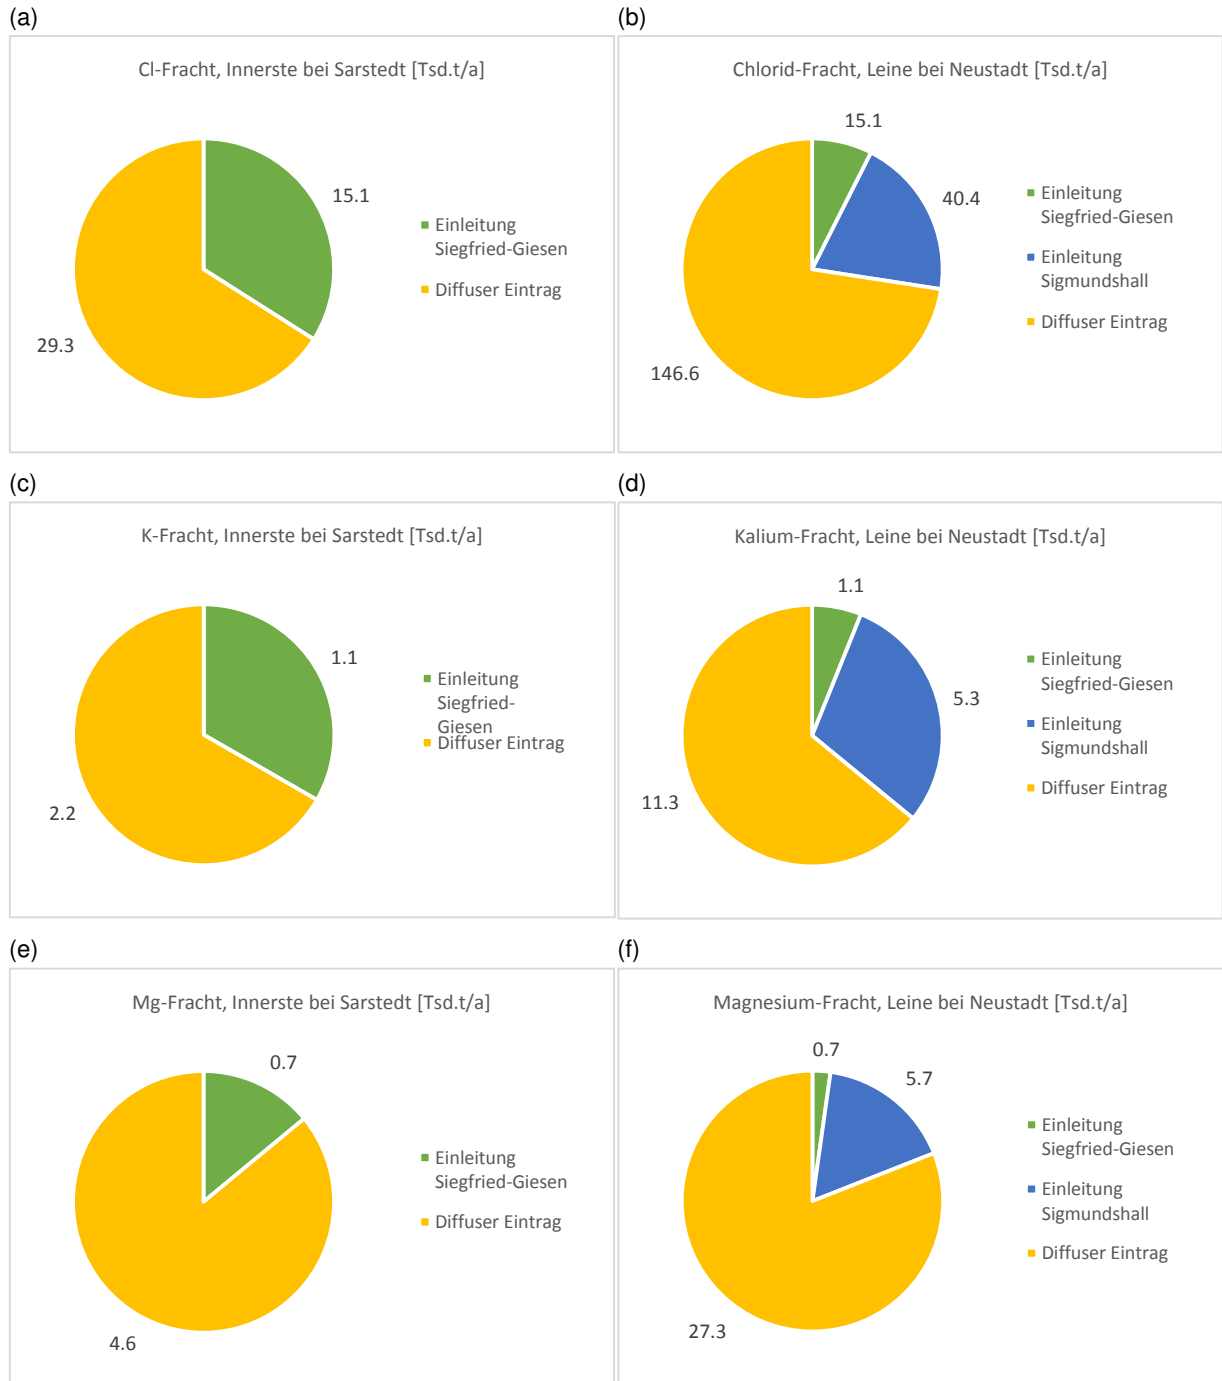 (a)
Cl-Fracht, Innerste bei Sarstedt [Tsd.t/a]
15.1
29.3
Einleitung
Siegfried-Giesen
Diffuser Eintrag
(b)
Chlorid-Fracht, Leine bei Neustadt [Tsd.t/a]
15.1
40.4
146.6
Einleitung
Siegfried-Giesen
Einleitung
Sigmundshall
Diffuser Eintrag
(c)
K-Fracht, Innerste bei Sarstedt [Tsd.t/a]
1.1
2.2
Einleitung
Siegfried-
Giesen
Diffuser Eintrag
(d)
Kalium-Fracht, Leine bei Neustadt [Tsd.t/a]
1.1
5.3
11.3
Einleitung
Siegfried-Giesen
Einleitung
Sigmundshall
Diffuser Eintrag
(e)
Mg-Fracht, Innerste bei Sarstedt [Tsd.t/a]
0.7
4.6
Einleitung
Siegfried-Giesen
Diffuser Eintrag
(f)
Magnesium-Fracht, Leine bei Neustadt [Tsd.t/a]
0.7
5.7
27.3
Einleitung
Siegfried-Giesen
Einleitung
Sigmundshall
Diffuser Eintrag